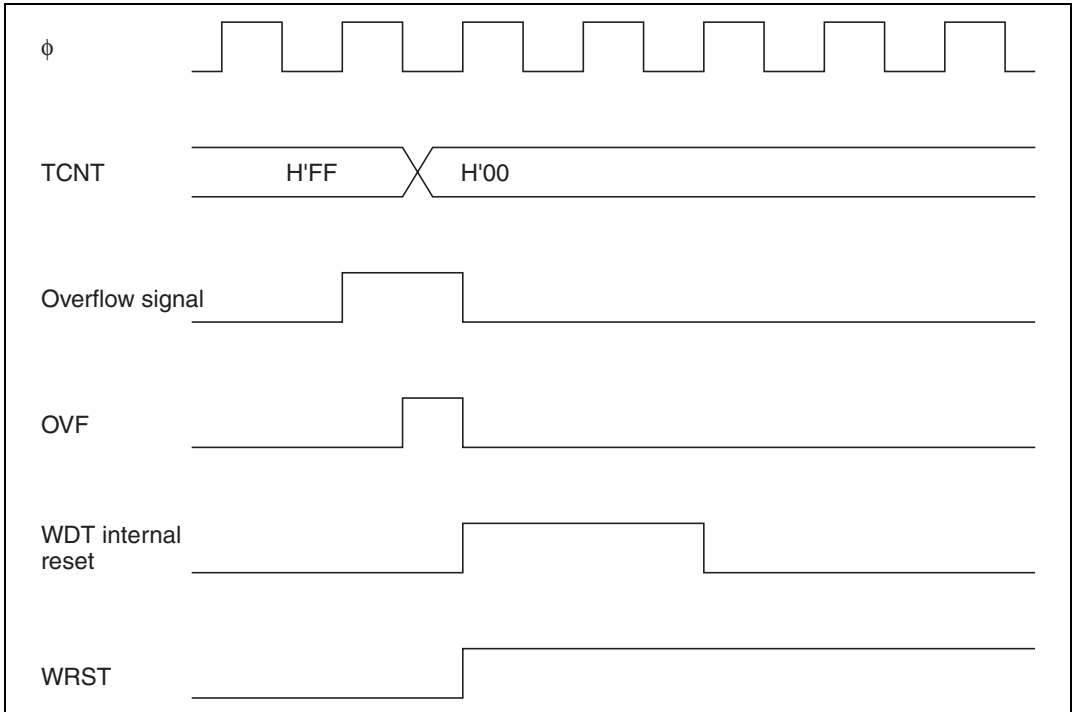 ϕ
TCNT
H'FF
H'00
Overflow signal
OVF
WDT internal
reset
WRST